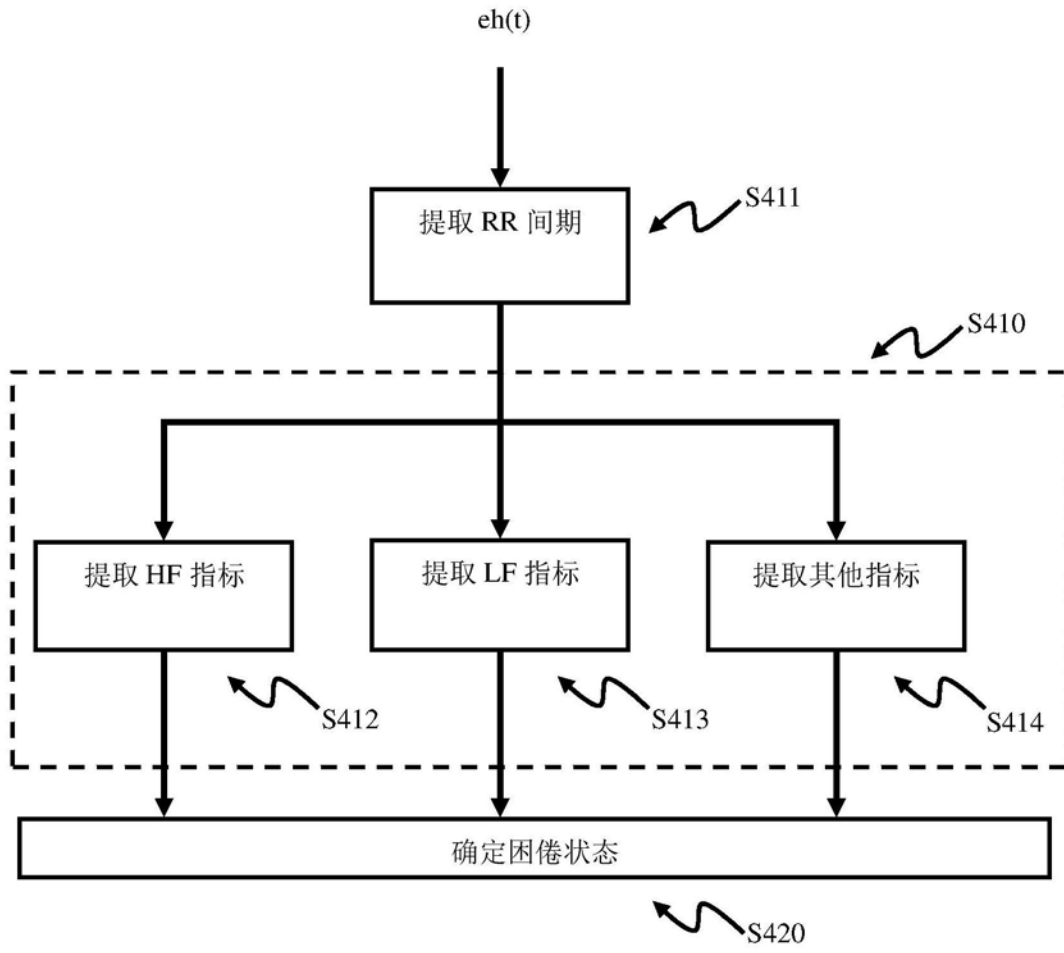 eh(t)
提取 RR 间期
S411
S410
提取 HF 指标
提取 LF 指标
提取其他指标
S412
S413
S414
确定困倦状态
S420